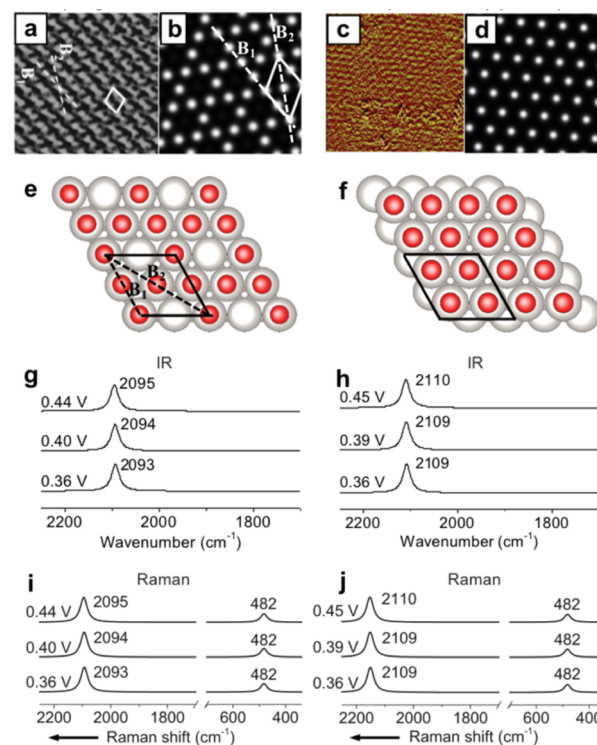 a b c d
B₁ B₂ B₁ B₂
e f
B₂
B₁
IR IR
g h
0.44 V 2095 0.45 V 2110
0.40 V 2094 0.39 V 2109
0.36 V 2093 0.36 V 2109
2200 2000 1800 2200 2000 1800
Wavenumber (cm⁻¹) Wavenumber (cm⁻¹)
i Raman j Raman
0.44 V 2095 482 0.45 V 2110 482
0.40 V 2094 482 0.39 V 2109 482
0.36 V 2093 482 0.36 V 2109 482
2200 2000 1800 600 400 2200 2000 1800 600 400
Raman shift (cm⁻¹) Raman shift (cm⁻¹)